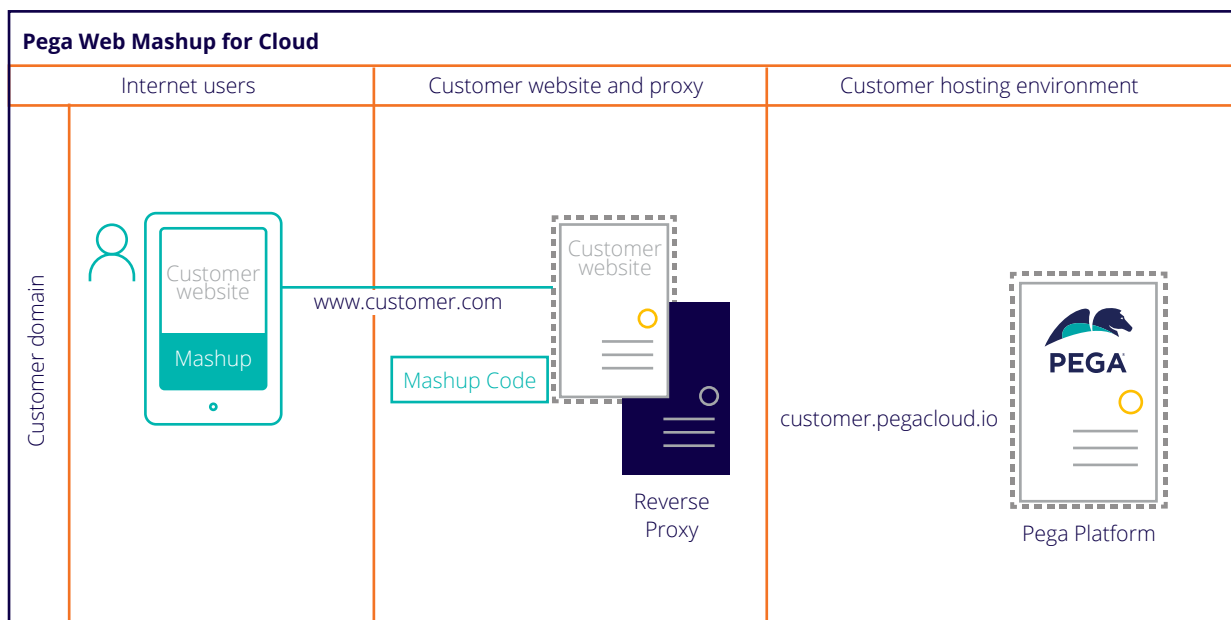 Pega Web Mashup for Cloud
Internet users
Customer website and proxy
Customer hosting environment
Customer domain
Customer
website
Mashup
www.customer.com
Mashup Code
Customer
website
Reverse
Proxy
customer.pegacloud.io
PEGA
Pega Platform